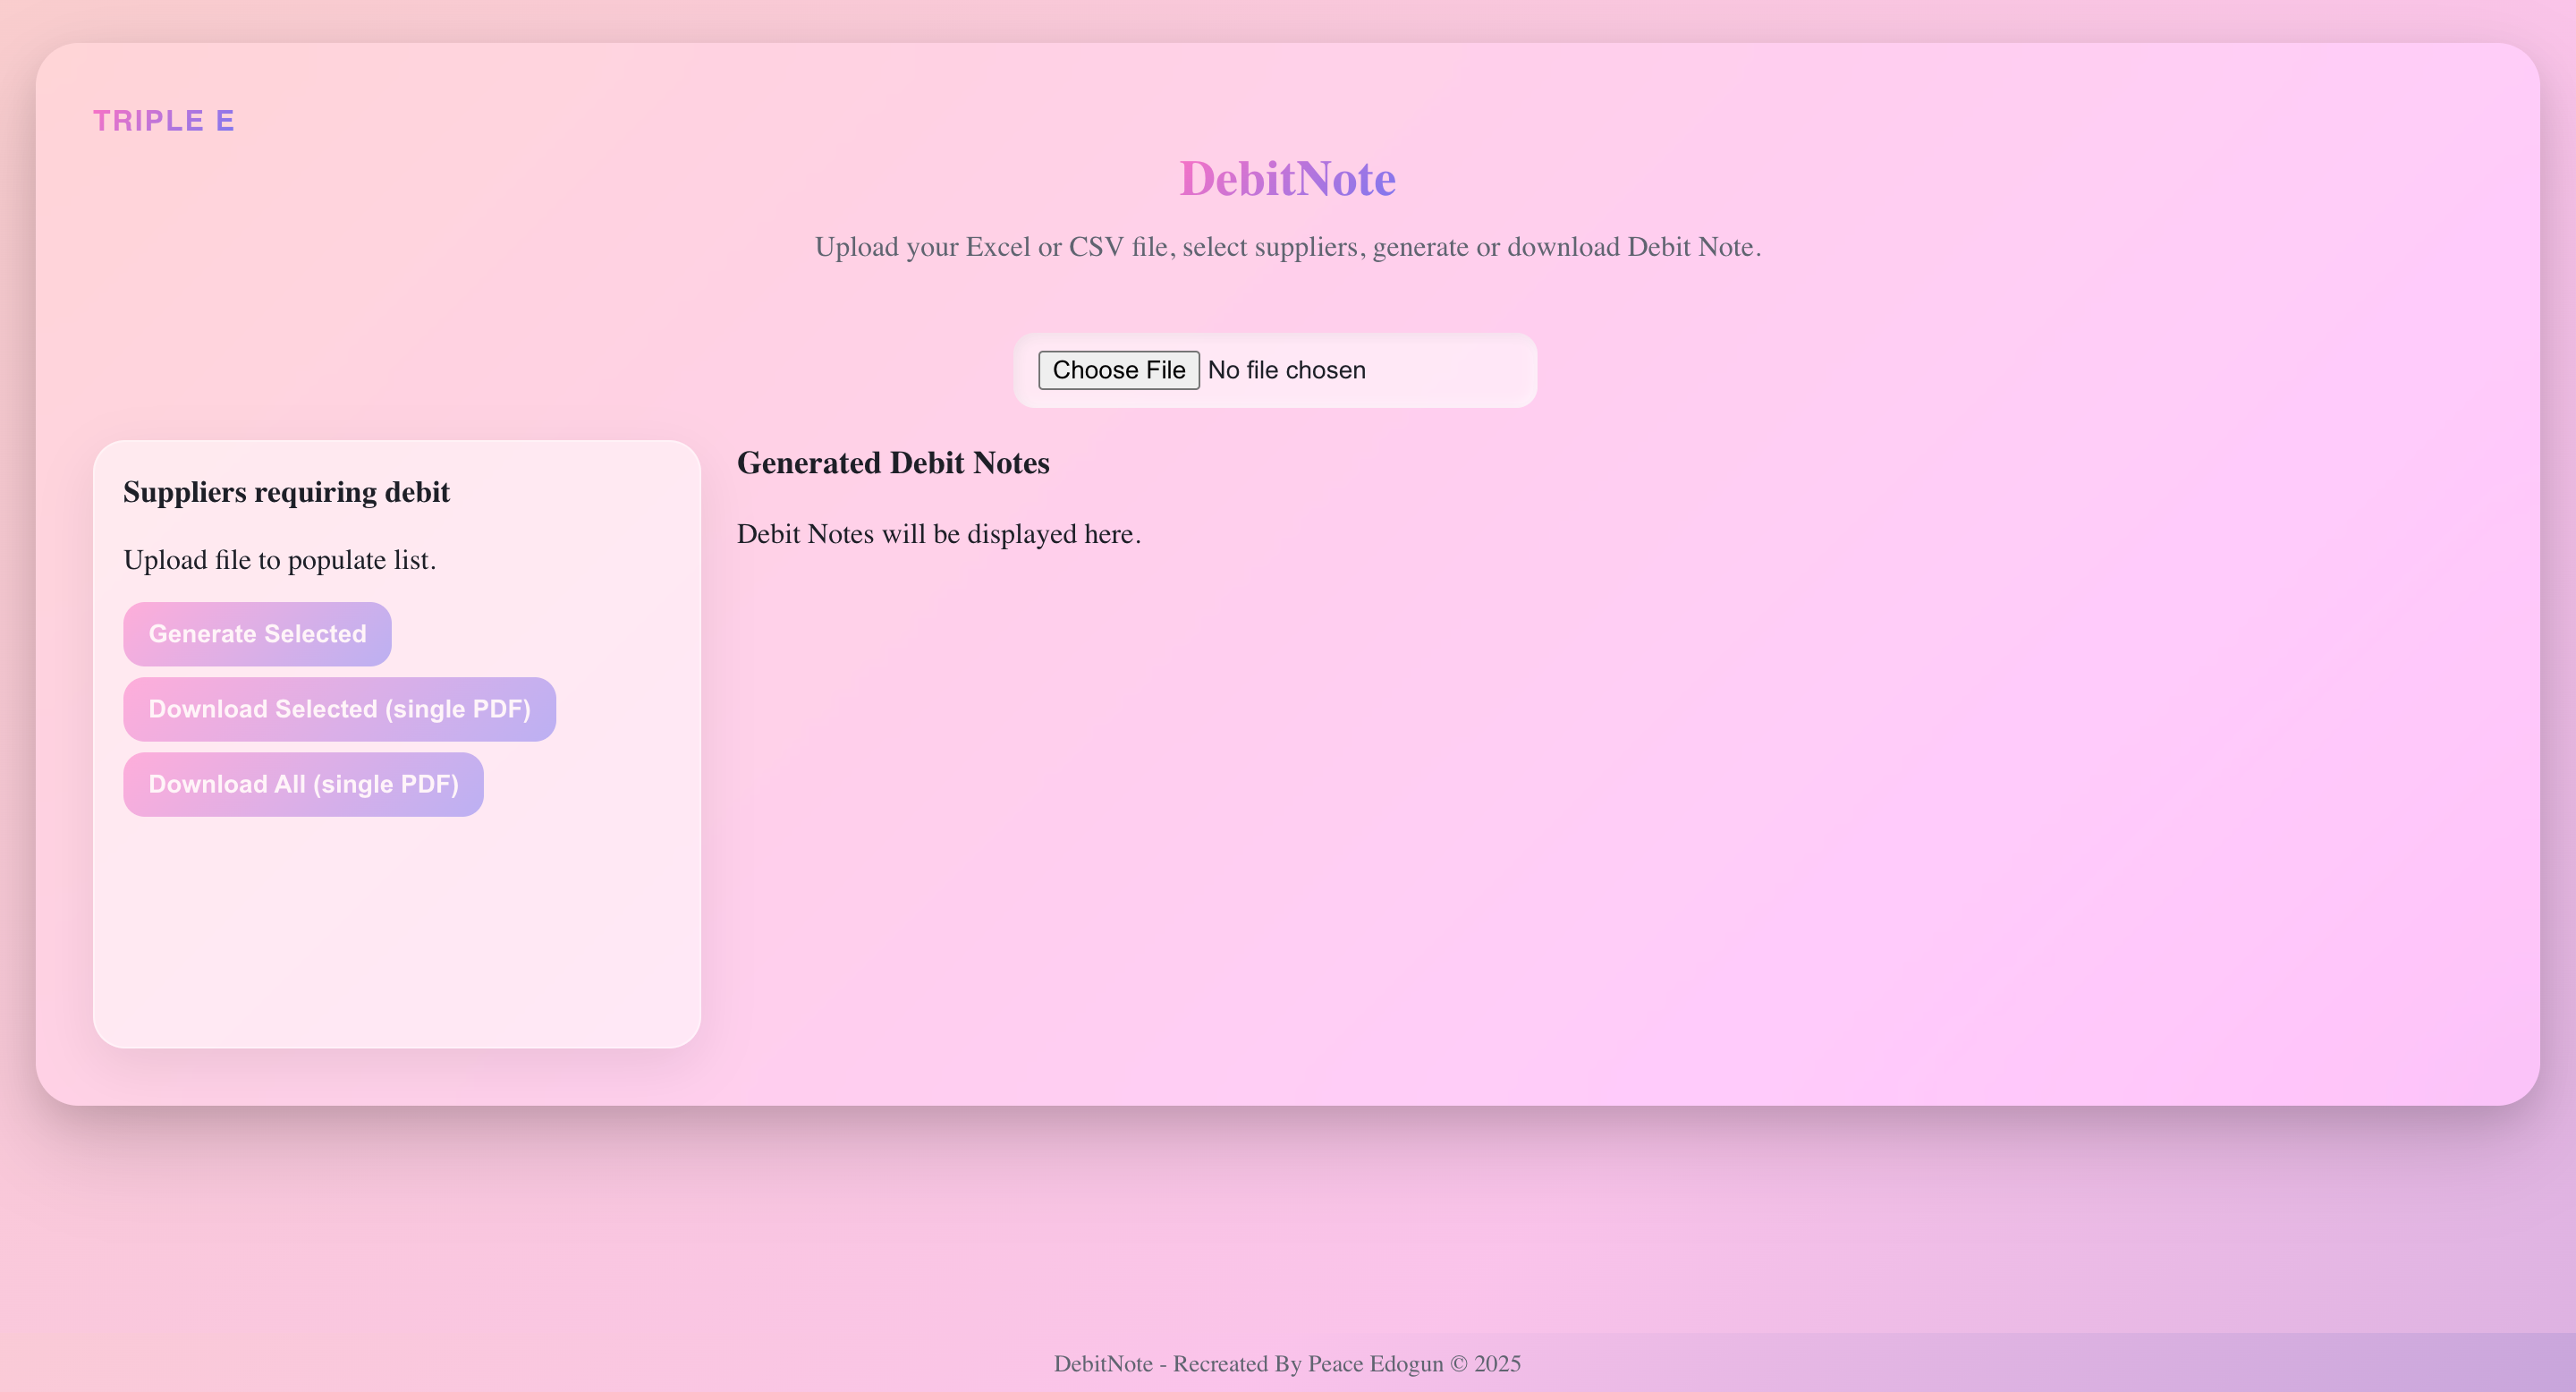 TRIPLE E
DebitNote
Upload your Excel or CSV file, select suppliers, generate or download Debit Note.
Choose File No file chosen
Suppliers requiring debit
Upload file to populate list.
Generate Selected
Download Selected (single PDF)
Download All (single PDF)
Generated Debit Notes
Debit Notes will be displayed here.
DebitNote - Recreated By Peace Edogun © 2025